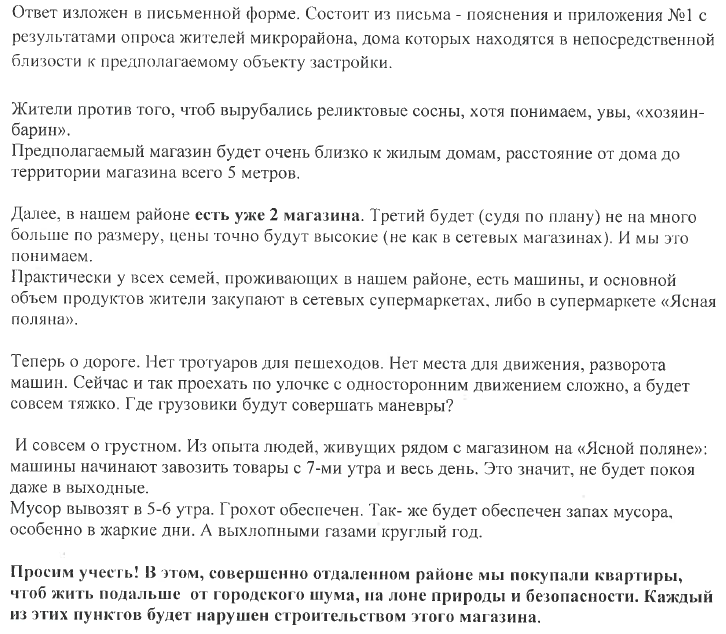 Ответ изложен в письменной форме. Состоит из письма - пояснения и приложения №1 с
результатами опроса жителей микрорайона, дома которых находятся в непосредственной
близости к предполагаемому объекту застройки.
Жители против того, чтоб вырубались реликтовые сосны, хотя понимаем, увы, «хозяин-
барин».
Предполагаемый магазин будет очень близко к жилым домам, расстояние от дома до
территории магазина всего 5 метров.
Далее, в нашем районе есть уже 2 магазина. Третий будет (судя по плану) не на много
больше по размеру, цены точно будут высокие (не как в сетевых магазинах). И мы это
понимаем.
Практически у всех семей, проживающих в нашем районе, есть машины, и основной
объем продуктов жители закупают в сетевых супермаркетах, либо в супермаркете «Ясная
поляна».
Теперь о дороге. Нет тротуаров для пешеходов. Нет места для движения, разворота
машин. Сейчас и так проехать по улочке с односторонним движением сложно, а будет
совсем тяжко. Где грузовики будут совершать маневры?
И совсем о грустном. Из опыта людей, живущих рядом с магазином на «Ясной поляне»:
машины начинают завозить товары с 7-ми утра и весь день. Это значит, не будет покоя
даже в выходные.
Мусор вывозят в 5-6 утра. Грохот обеспечен. Так- же будет обеспечен запах мусора,
особенно в жаркие дни. А выхлопными газами круглый год.
Просим учесть! В этом, совершенно отдаленном районе мы покупали квартиры,
чтоб жить подальше от городского шума, на лоне природы и безопасности. Каждый
из этих пунктов будет нарушен строительством этого магазина.